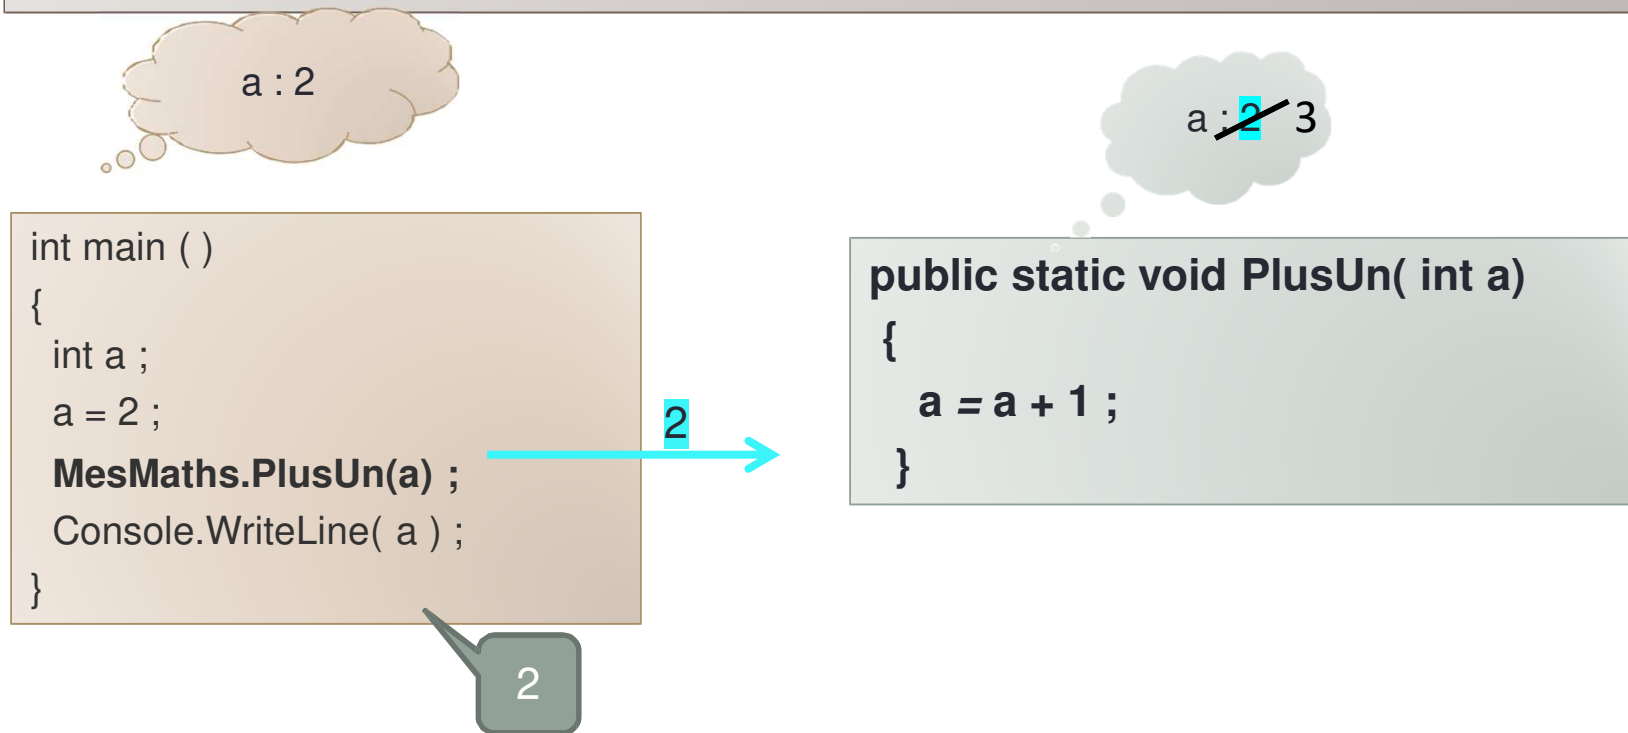 a : 2
a : 2 3
int main ( )
{
int a ;
a = 2 ;
MesMaths.PlusUn(a) ;
Console.WriteLine( a ) ;
}
2
2
public static void PlusUn( int a)
{
a = a + 1 ;
}